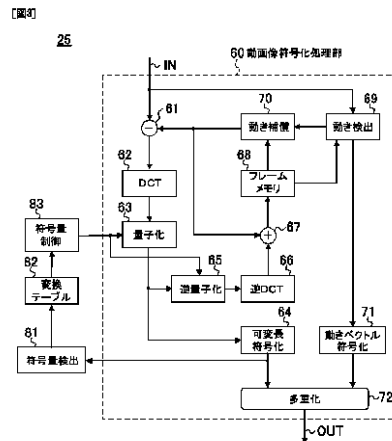 [図3]
25
60 動画像符号化処理部
IN
61
70
69
動き補償
動き検出
62
DCT
68
フレーム
メモリ
63
量子化
67
83
符号量
制御
82
変換
テーブル
65
逆量子化
66
逆DCT
64
可変長
符号化
71
動きベクトル
符号化
81
符号量検出
多重化
72
OUT